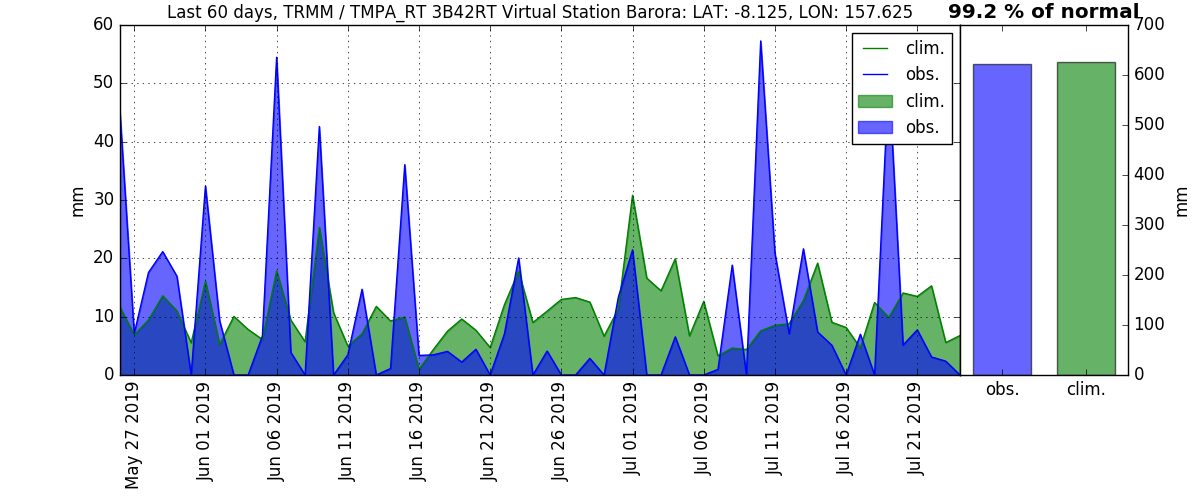 Last 60 days, TRMM / TMPA_RT 3B42RT Virtual Station Barora: LAT: -8.125, LON: 157.625
99.2 % of normal
60
50
40
30
20
10
0
mm
clim.
obs.
clim.
obs.
May 27 2019
Jun 01 2019
Jun 06 2019
Jun 11 2019
Jun 16 2019
Jun 21 2019
Jun 26 2019
Jul 01 2019
Jul 06 2019
Jul 11 2019
Jul 16 2019
Jul 21 2019
700
600
500
400
300
200
100
0
mm
obs.
clim.